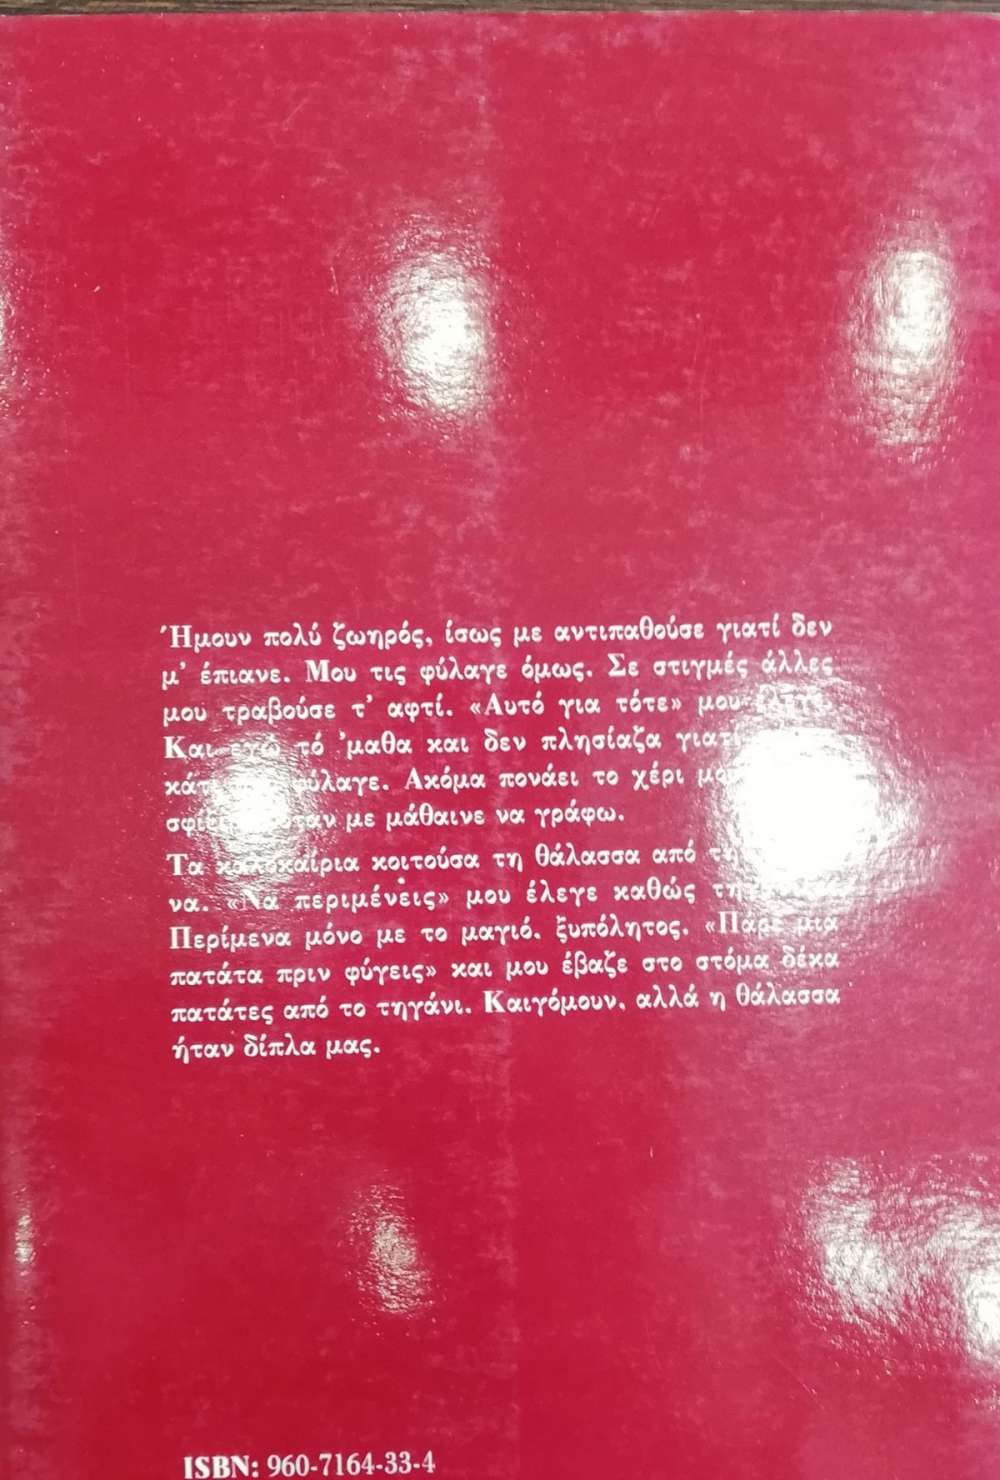 Ήμουν πολύ ζωηρός, ίσως με αντιπαθούσε γιατί δεν
μ' έπιανε. Μου τις φύλαγε όμως. Σε στιγμές άλλες
μου τραβούσε τ' αφτί. «Αυτό για τότε» μου
Και εγώ τό 'μαθα και δεν πλησίαζα γιατί
φύλαγε. Ακόμα πονάει το χέρι
με μάθαινε να γράφω.
Τα καλοκαίρια κοιτούσα τη θάλασσα από
να. «Να περιμένεις» μου έλεγε καθώς
Περίμενα μόνο με το μαγιό, ξυπόλητος. «Πάρε μια
πατάτα πριν φύγεις» και μου έβαζε στο στόμα δέκα
πατάτες από το τηγάνι. Καιγόμουν, αλλά η θάλασσα
ήταν δίπλα μας.
ISBN: 960-7164-33-4